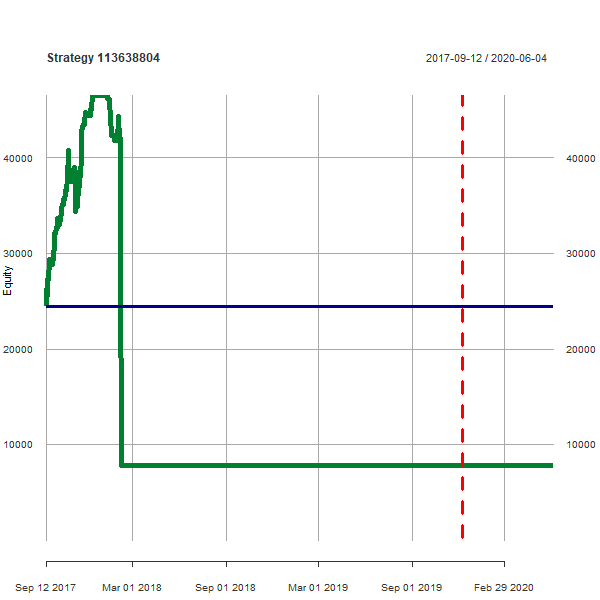 Strategy 113638804
2017-09-12 / 2020-06-04
40000
40000
30000
30000
Equity
20000
20000
10000
10000
Sep 12 2017
Mar 01 2018
Sep 01 2018
Mar 01 2019
Sep 01 2019
Feb 29 2020